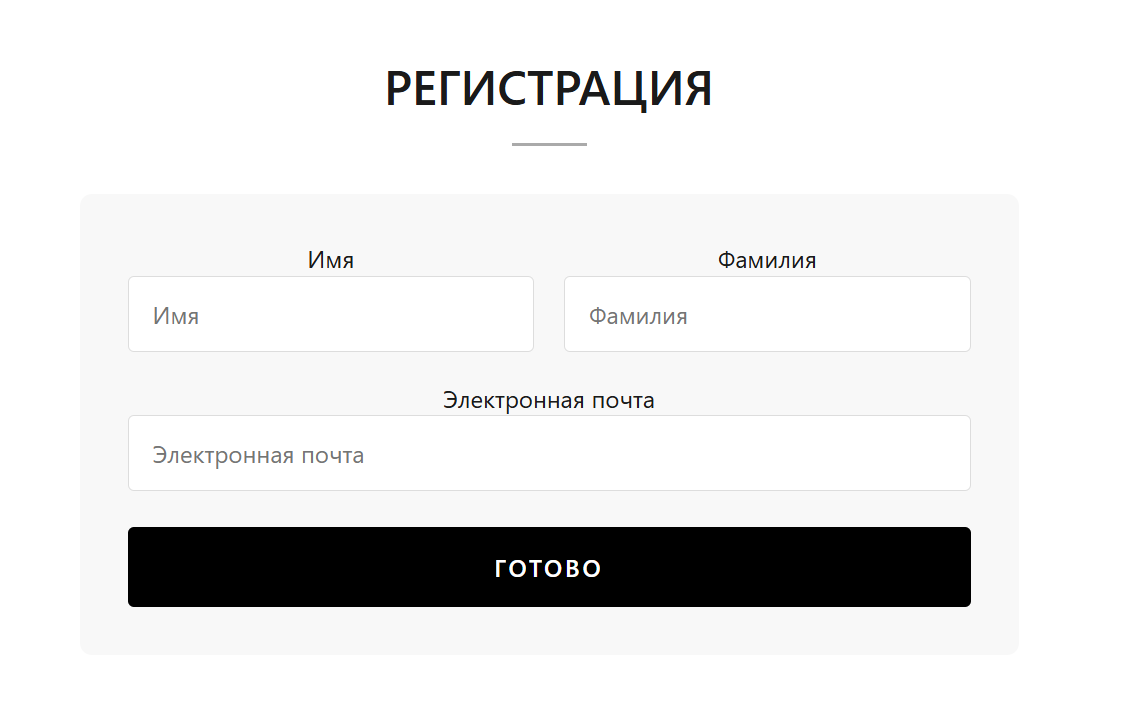 РЕГИСТРАЦИЯ
Имя
Фамилия
Имя
Фамилия
Электронная почта
Электронная почта
ГОТОВО